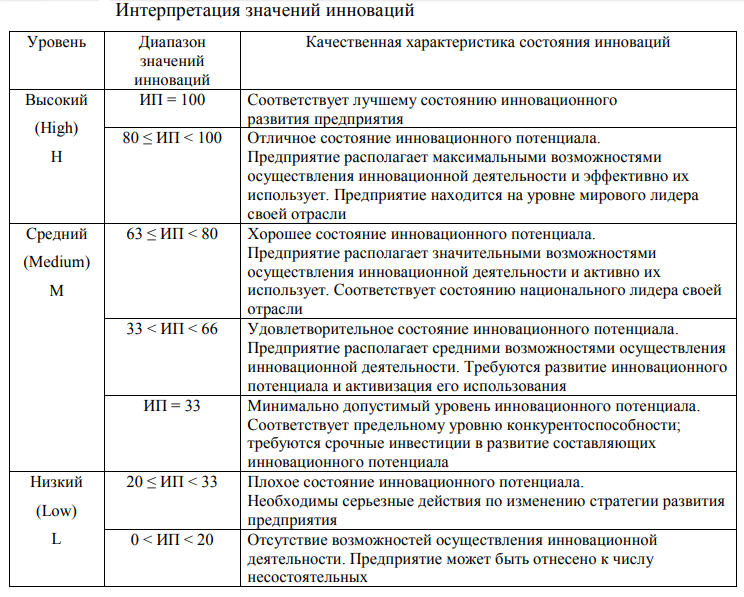 Интерпретация значений инноваций
Уровень
Диапазон
значений
инноваций
Качественная характеристика состояния инноваций
Высокий
(High)
H
ИП = 100
Соответствует лучшему состоянию инновационного
развития предприятия
80 ≤ ИП < 100
Отличное состояние инновационного потенциала.
Предприятие располагает максимальными возможностями
осуществления инновационной деятельности и эффективно их
использует. Предприятие находится на уровне мирового лидера
своей отрасли
Средний
(Medium)
M
63 ≤ ИП < 80
Хорошее состояние инновационного потенциала.
Предприятие располагает значительными возможностями
осуществления инновационной деятельности и активно их
использует. Соответствует состоянию национального лидера своей
отрасли
33 < ИП < 66
Удовлетворительное состояние инновационного потенциала.
Предприятие располагает средними возможностями осуществления
инновационной деятельности. Требуются развитие инновационного
потенциала и активизация его использования
ИП = 33
Минимально допустимый уровень инновационного потенциала.
Соответствует предельному уровню конкурентоспособности;
требуются срочные инвестиции в развитие составляющих
инновационного потенциала
Низкий
(Low)
L
20 ≤ ИП < 33
Плохое состояние инновационного потенциала.
Необходимы серьезные действия по изменению стратегии развития
предприятия
0 < ИП < 20
Отсутствие возможностей осуществления инновационной
деятельности. Предприятие может быть отнесено к числу
несостоятельных